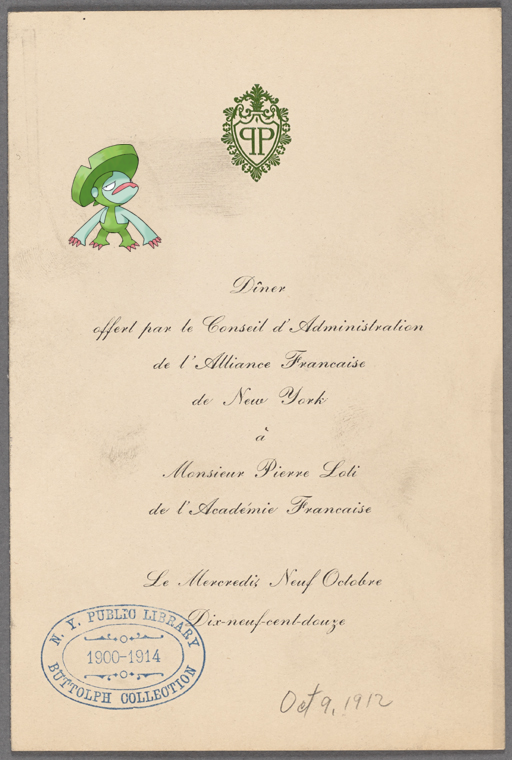 PP
Dîner
offert par le Conseil d'Administration
de l'Alliance Francaise
de New York
à
Monsieur Pierre Loti
de l'Académie Francaise
Le Mercredi, Neuf Octobre
Dix-neuf-cent-douze
N. Y. PUBLIC LIBRARY
1900-1914
BUTTOLPH COLLECTION
Oct 9, 1912